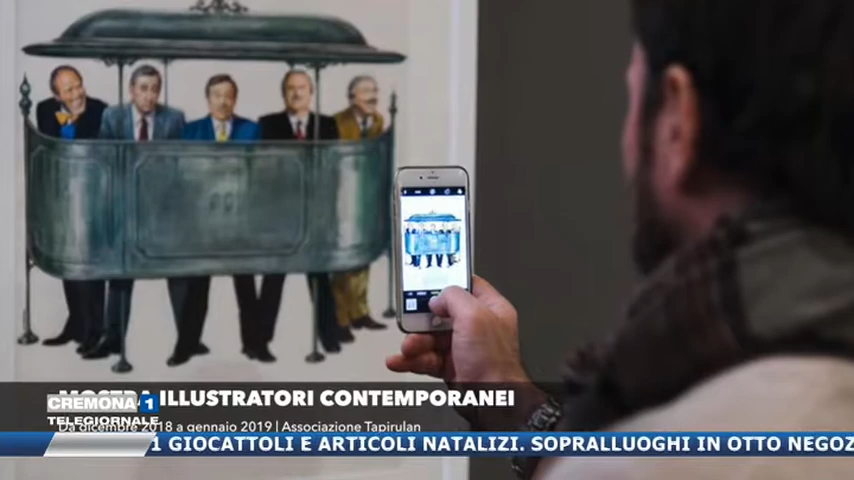 MOSTRA ILLUSTRATORI CONTEMPORANEI
CREMONA 1
TELEGIORNALE
Da dicembre 2018 a gennaio 2019 | Associazione Tapirulan
1 GIOCATTOLI E ARTICOLI NATALIZI. SOPRALLUOGHI IN OTTO NEGOZ